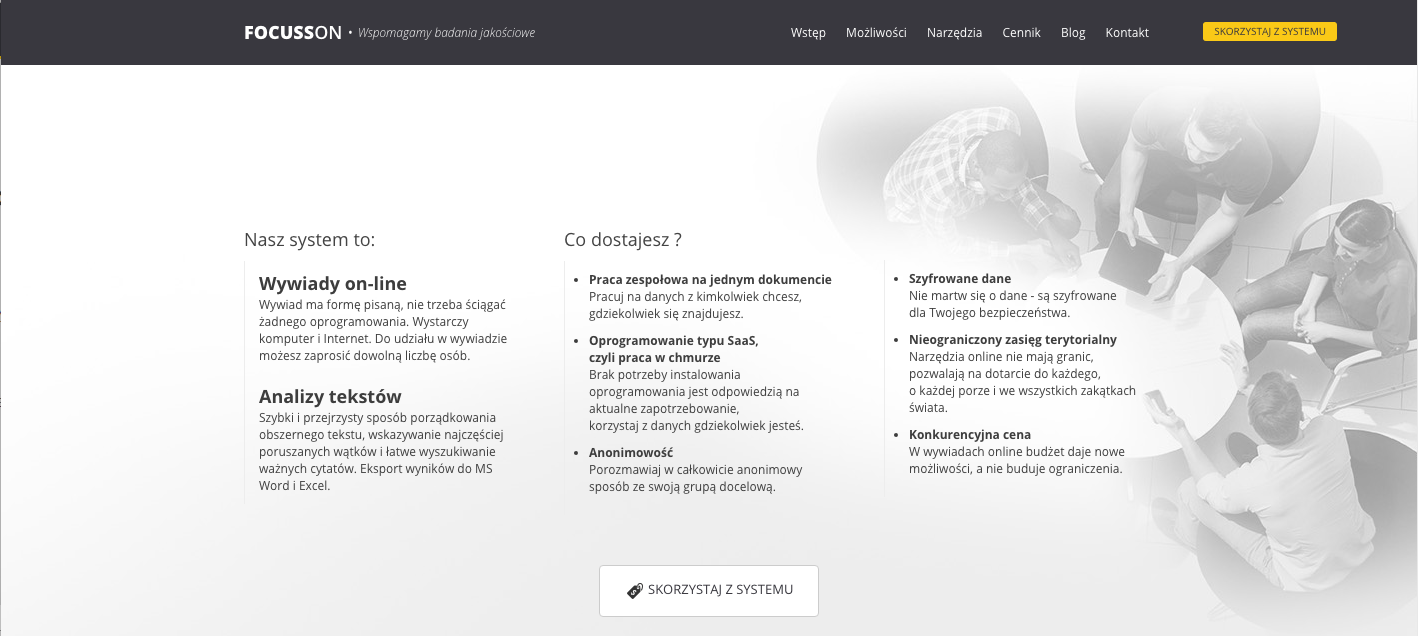 FOCUSSON • Wspomagamy badania jakościowe
Wstęp Możliwości Narzędzia Cennik Blog Kontakt
SKORZYSTAJ Z SYSTEMU
Nasz system to:
Wywiady on-line
Wywiad ma formę pisaną, nie trzeba ściągać
żadnego oprogramowania. Wystarczy
komputer i Internet. Do udziału w wywiadzie
możesz zaprosić dowolną liczbę osób.
Analizy tekstów
Szybki i przejrzysty sposób porządkowania
obszernego tekstu, wskazywanie najczęściej
poruszanych wątków i łatwe wyszukiwanie
ważnych cytatów. Eksport wyników do MS
Word i Excel.
Co dostajesz ?
• Praca zespołowa na jednym dokumencie
Pracuj na danych z kimkolwiek chcesz,
gdziekolwiek się znajdujesz.
• Oprogramowanie typu SaaS,
czyli praca w chmurze
Brak potrzeby instalowania
oprogramowania jest odpowiedzią na
aktualne zapotrzebowanie,
korzystaj z danych gdziekolwiek jesteś.
• Anonimowość
Porozmawiaj w całkowicie anonimowy
sposób ze swoją grupą docelową.
• Szyfrowane dane
Nie martw się o dane - są szyfrowane
dla Twojego bezpieczeństwa.
• Nieograniczony zasięg terytorialny
Narzędzia online nie mają granic,
pozwalają na dotarcie do każdego,
o każdej porze i we wszystkich zakątkach
świata.
• Konkurencyjna cena
W wywiadach online budżet daje nowe
możliwości, a nie buduje ograniczenia.
SKORZYSTAJ Z SYSTEMU